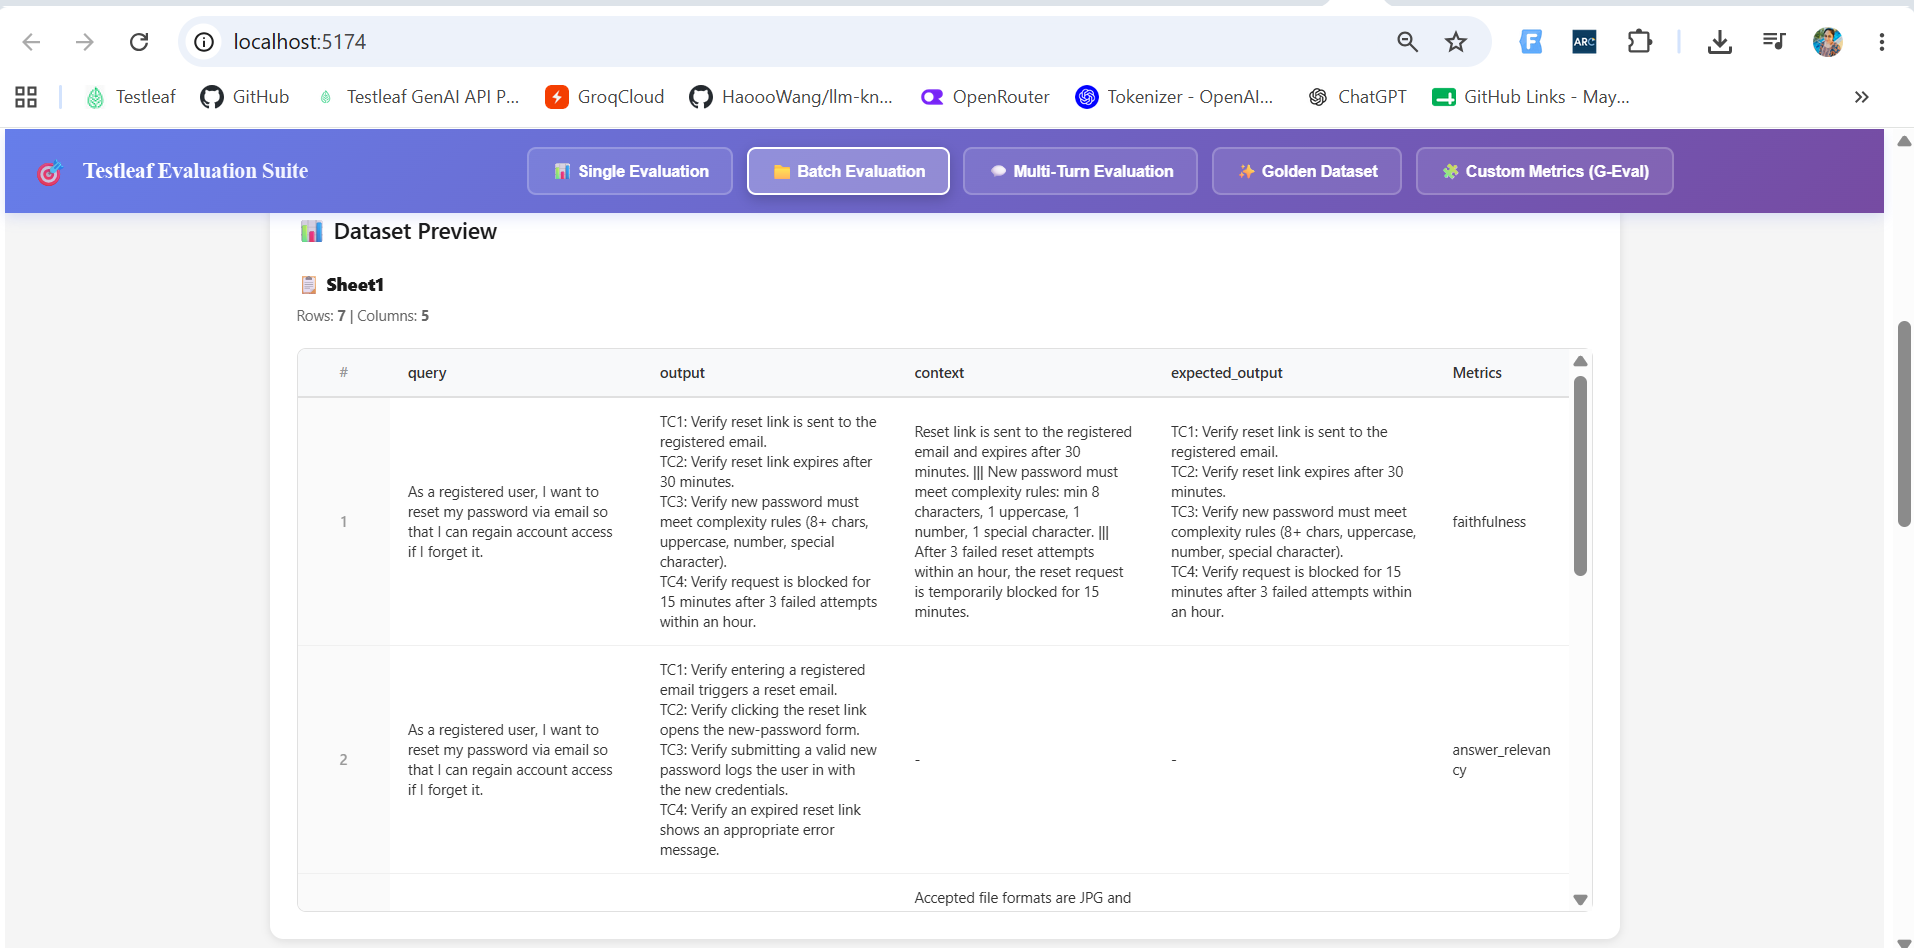 localhost:5174
Testleaf
GitHub
Testleaf GenAI API P...
GroqCloud
HaoooWang/llm-kn...
OpenRouter
Tokenizer - OpenAI...
ChatGPT
GitHub Links - May...
F
ARC
Testleaf Evaluation Suite
Single Evaluation
Batch Evaluation
Multi-Turn Evaluation
Golden Dataset
Custom Metrics (G-Eval)
Dataset Preview
Sheet1
Rows: 7 | Columns: 5
# query output context expected_output Metrics
1
As a registered user, I want to
reset my password via email so
that I can regain account access
if I forget it.
TC1: Verify reset link is sent to the
registered email.
TC2: Verify reset link expires after
30 minutes.
TC3: Verify new password must
meet complexity rules (8+ chars,
uppercase, number, special
character).
TC4: Verify request is blocked for
15 minutes after 3 failed attempts
within an hour.
Reset link is sent to the registered
email and expires after 30
minutes. ||| New password must
meet complexity rules: min 8
characters, 1 uppercase, 1
number, 1 special character. |||
After 3 failed reset attempts
within an hour, the reset request
is temporarily blocked for 15
minutes.
TC1: Verify reset link is sent to the
registered email.
TC2: Verify reset link expires after 30
minutes.
TC3: Verify new password must meet
complexity rules (8+ chars, uppercase,
number, special character).
TC4: Verify request is blocked for 15
minutes after 3 failed attempts within
an hour.
faithfulness
2
As a registered user, I want to
reset my password via email so
that I can regain account access
if I forget it.
TC1: Verify entering a registered
email triggers a reset email.
TC2: Verify clicking the reset link
opens the new-password form.
TC3: Verify submitting a valid new
password logs the user in with
the new credentials.
TC4: Verify an expired reset link
shows an appropriate error
message.
-
-
answer_relevan
cy
Accepted file formats are JPG and